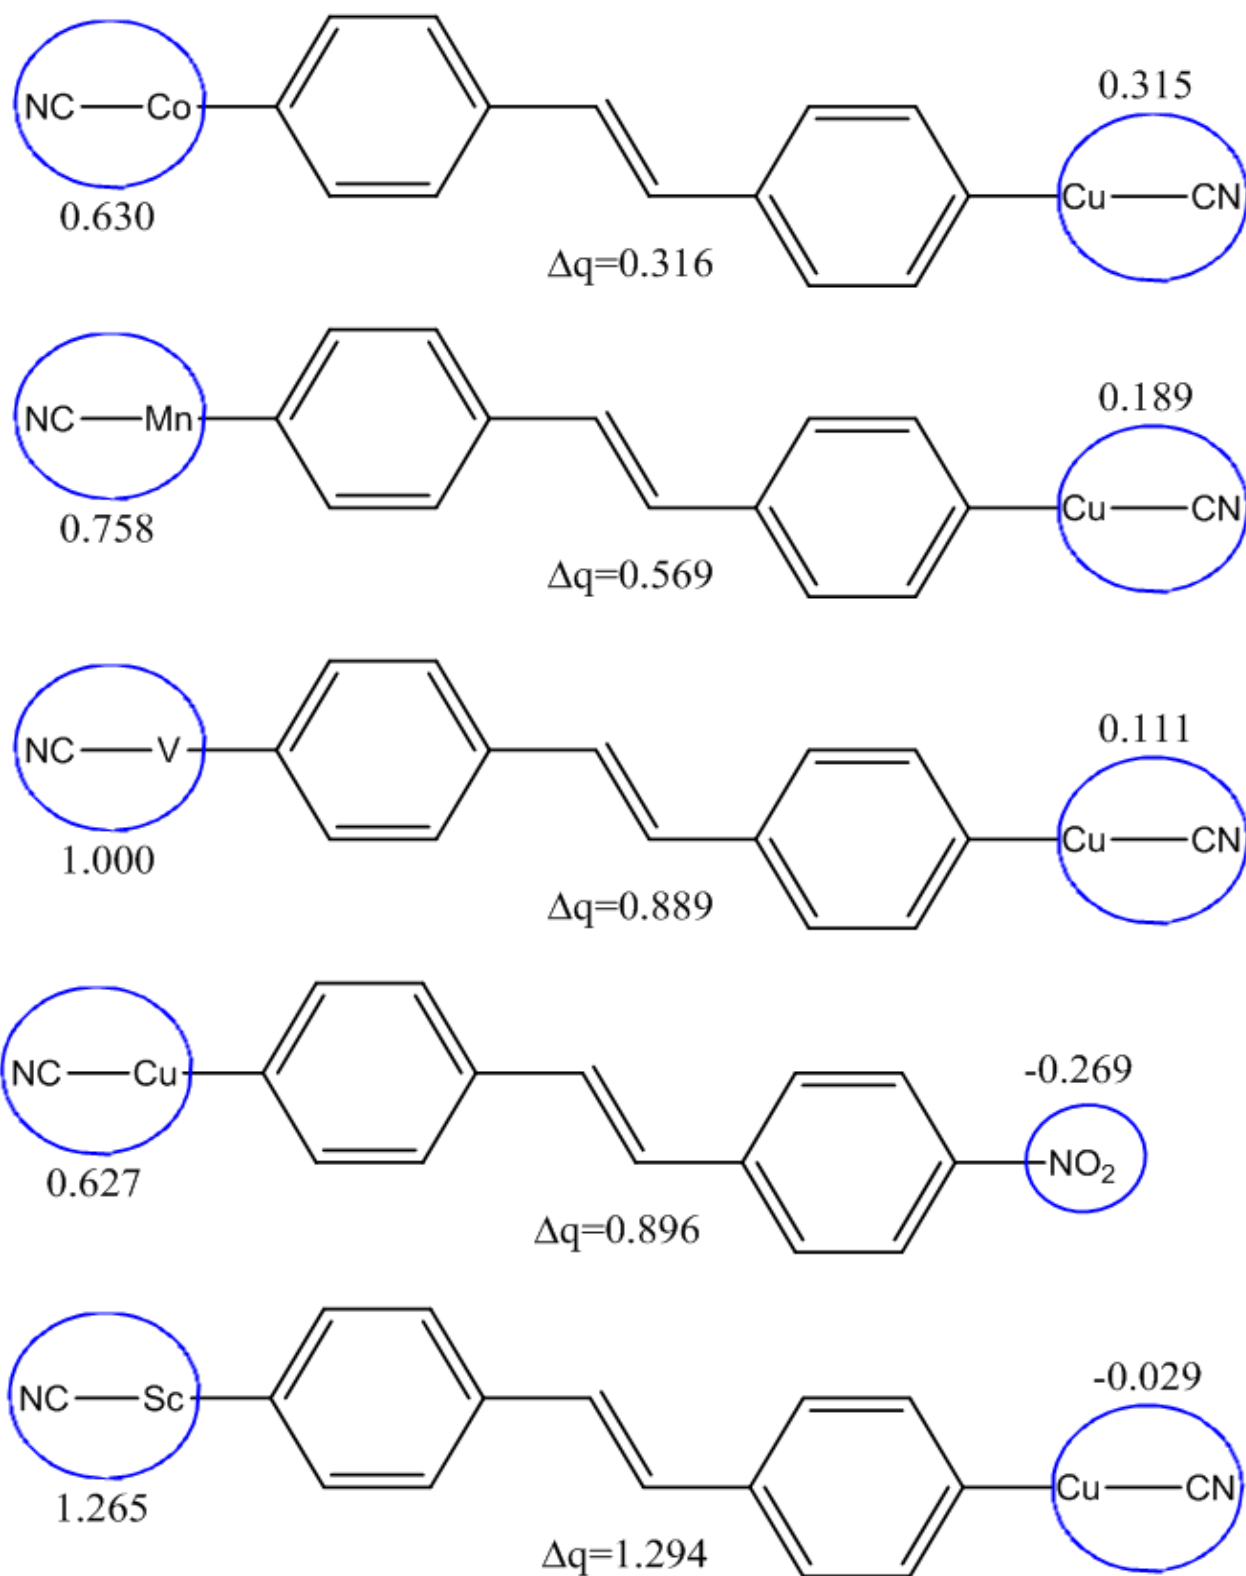 0.315
NC Co Cu CN
0.630
Δq=0.316
0.189
NC Mn Cu CN
0.758
Δq=0.569
0.111
NC V Cu CN
1.000
Δq=0.889
-0.269
NC Cu NO₂
0.627
Δq=0.896
-0.029
NC Sc Cu CN
1.265
Δq=1.294